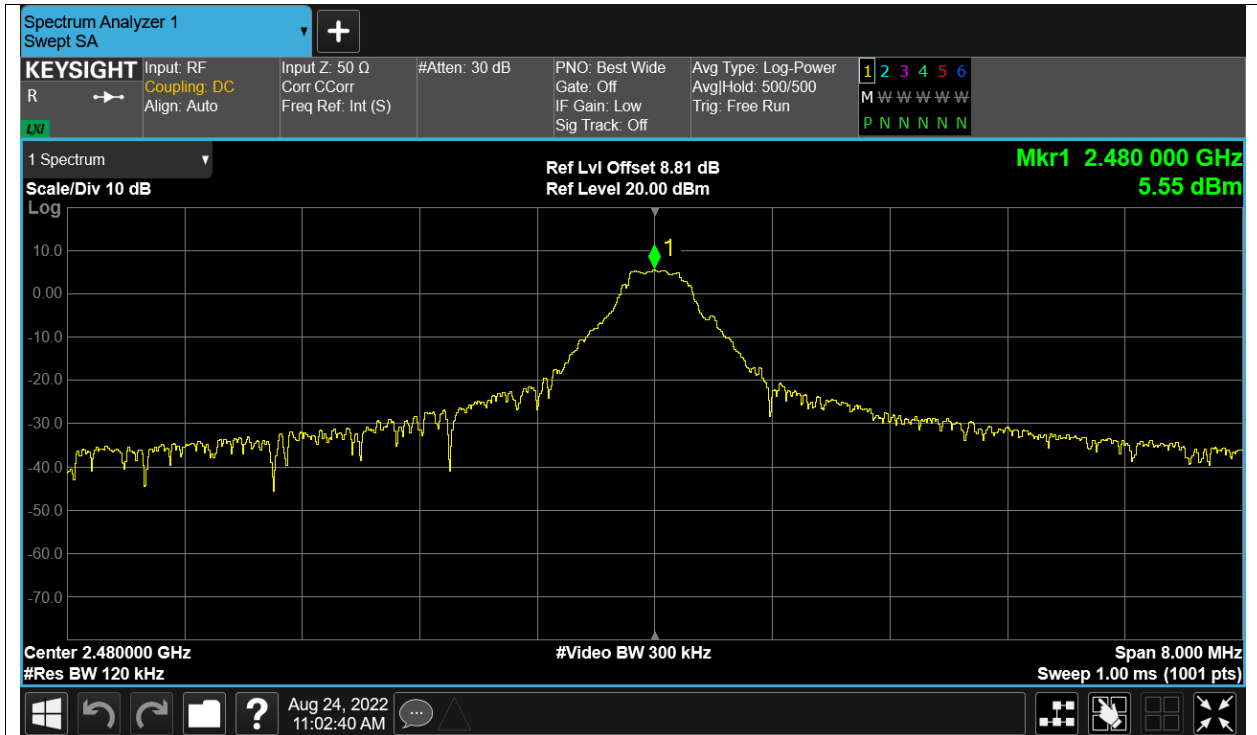 Spectrum Analyzer 1
Swept SA
KEYSIGHT
R
LXI
Input: RF
Coupling: DC
Align: Auto
Input Z: 50 Ω
Corr CCorr
Freq Ref: Int (S)
#Atten: 30 dB
PNO: Best Wide
Gate: Off
IF Gain: Low
Sig Track: Off
Avg Type: Log-Power
Avg|Hold: 500/500
Trig: Free Run
1 2 3 4 5 6
M W W W W W
P N N N N N
1 Spectrum
Scale/Div 10 dB
Log
Ref Lvl Offset 8.81 dB
Ref Level 20.00 dBm
Mkr1 2.480 000 GHz
5.55 dBm
1
10.0
0.00
-10.0
-20.0
-30.0
-40.0
-50.0
-60.0
-70.0
Center 2.480000 GHz
#Res BW 120 kHz
#Video BW 300 kHz
Span 8.000 MHz
Sweep 1.00 ms (1001 pts)
?
Aug 24, 2022
11:02:40 AM